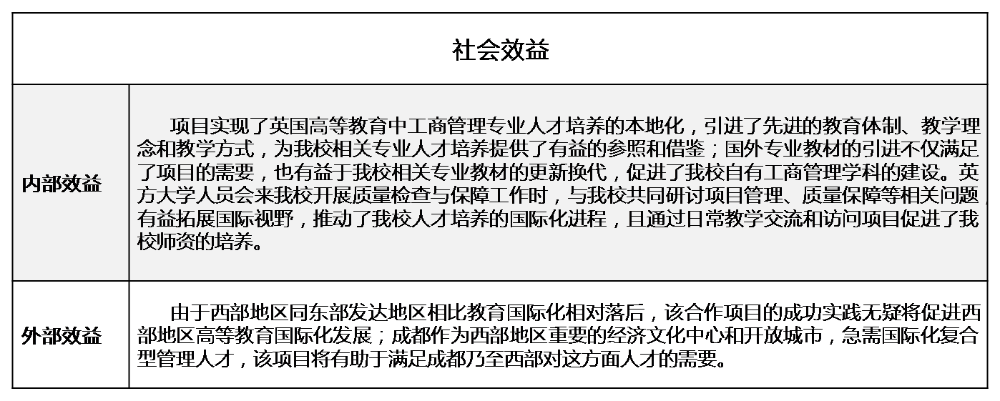 社会效益
内部效益
项目实现了英国高等教育中工商管理专业人才培养的本地化，引进了先进的教育体制、教学理
念和教学方式，为我校相关专业人才培养提供了有益的参照和借鉴；国外专业教材的引进不仅满足
了项目的需要，也有益于我校相关专业教材的更新换代，促进了我校自有工商管理学科的建设。英
方大学人员会来我校开展质量检查与保障工作时，与我校共同研讨项目管理、质量保障等相关问题，
有益拓展国际视野，推动了我校人才培养的国际化进程，且通过日常教学交流和访问项目促进了我
校师资的培养。
外部效益
由于西部地区同东部发达地区相比教育国际化相对落后，该合作项目的成功实践无疑将促进西
部地区高等教育国际化发展；成都作为西部地区重要的经济文化中心和开放城市，急需国际化复合
型管理人才，该项目将有助于满足成都乃至西部对这方面人才的需要。